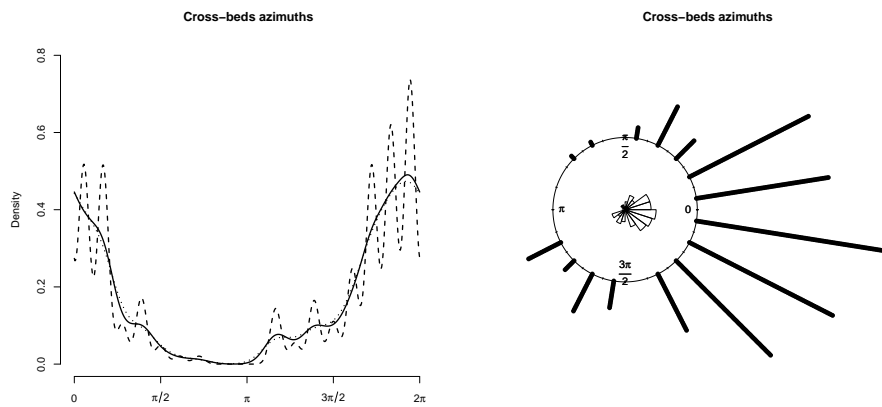 Cross−beds azimuths
Density
0.0
0.2
0.4
0.6
0.8
0
π/2
π
3π/2
2π
Cross−beds azimuths
π
2
π
0
3π
2